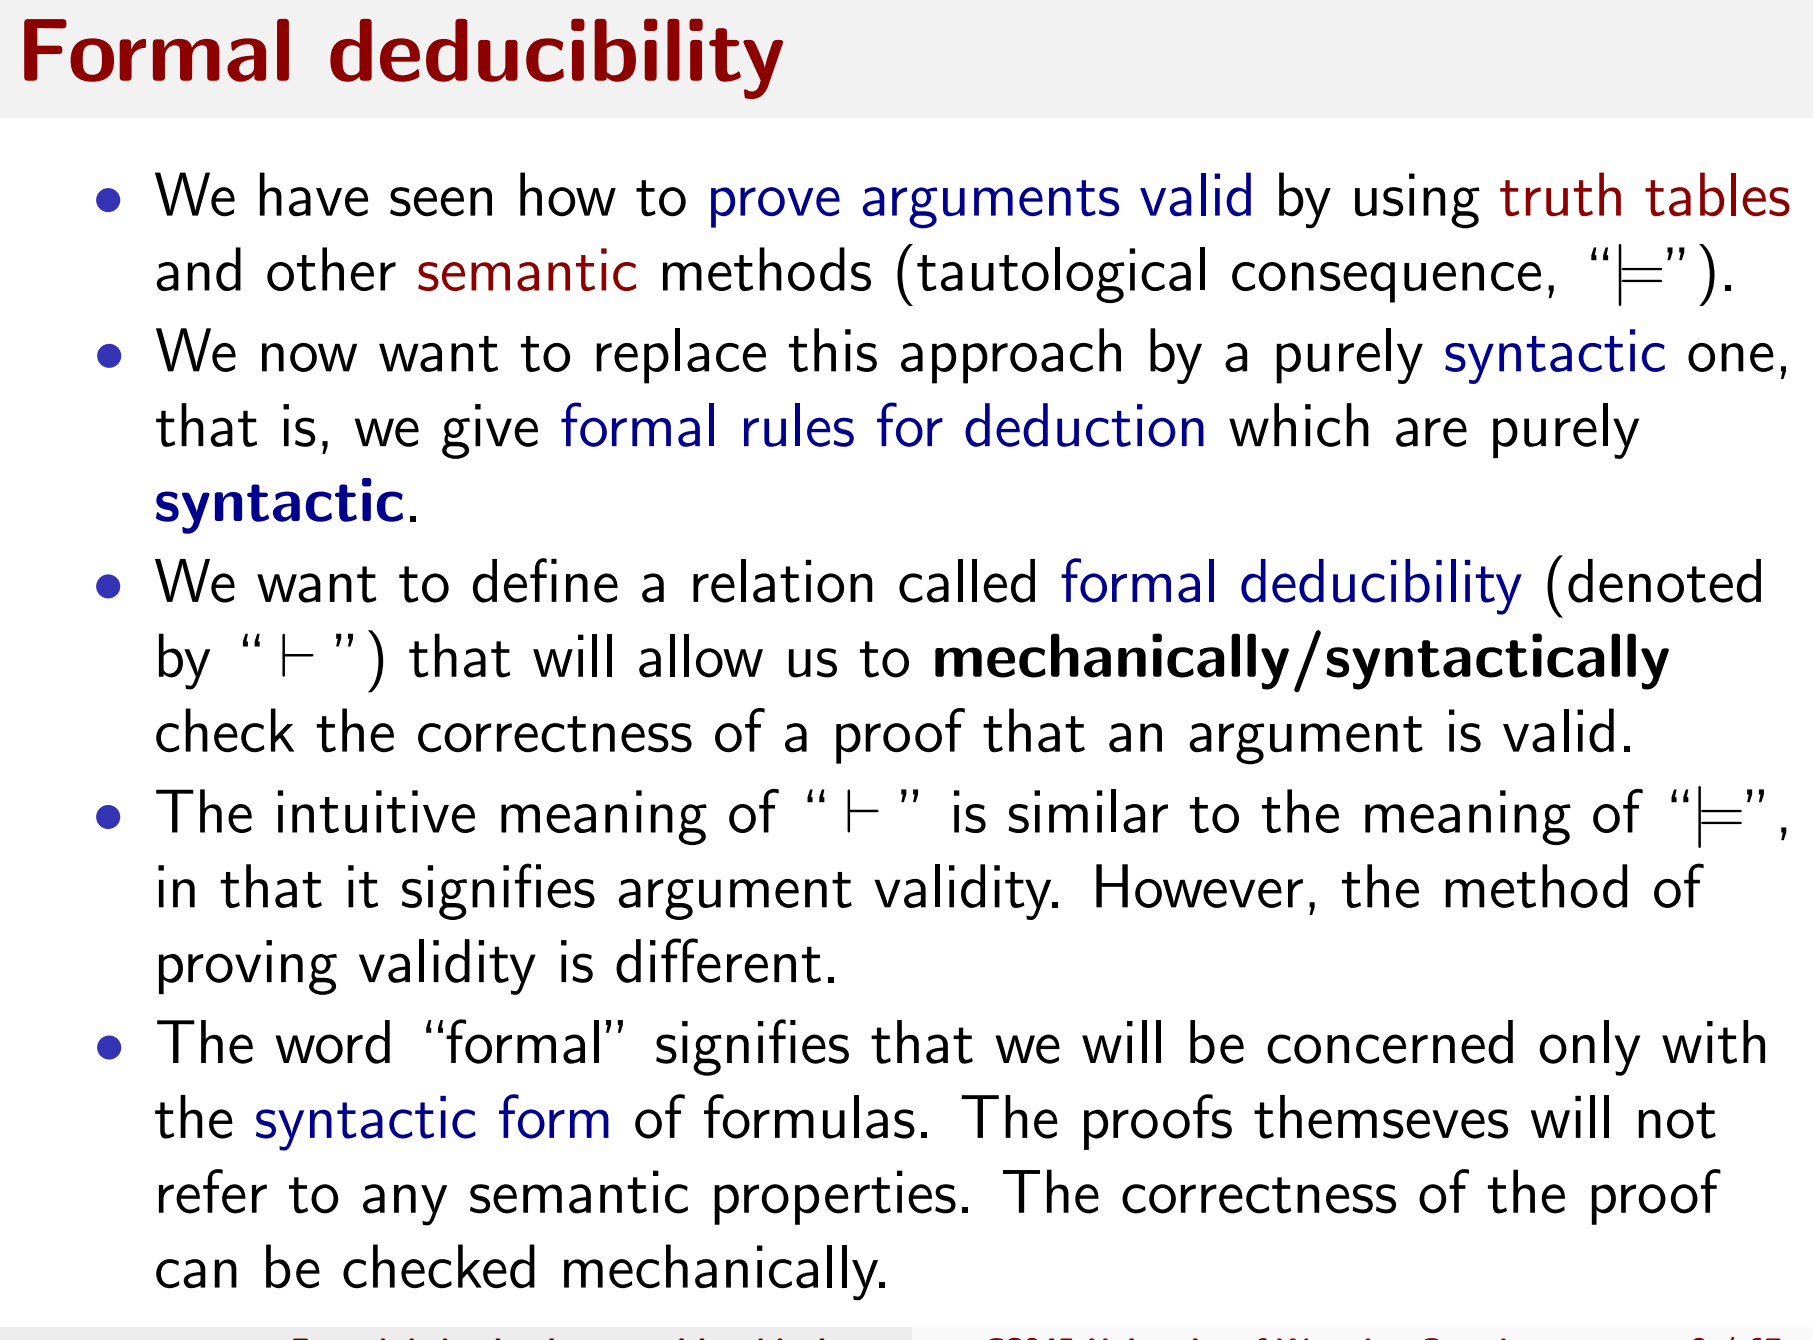 Formal deducibility
• We have seen how to prove arguments valid by using truth tables
and other semantic methods (tautological consequence, “⊨”).
• We now want to replace this approach by a purely syntactic one,
that is, we give formal rules for deduction which are purely
syntactic.
• We want to define a relation called formal deducibility (denoted
by “ ⊢ ”) that will allow us to mechanically/syntactically
check the correctness of a proof that an argument is valid.
• The intuitive meaning of “ ⊢ ” is similar to the meaning of “⊨”,
in that it signifies argument validity. However, the method of
proving validity is different.
• The word “formal” signifies that we will be concerned only with
the syntactic form of formulas. The proofs themseves will not
refer to any semantic properties. The correctness of the proof
can be checked mechanically.